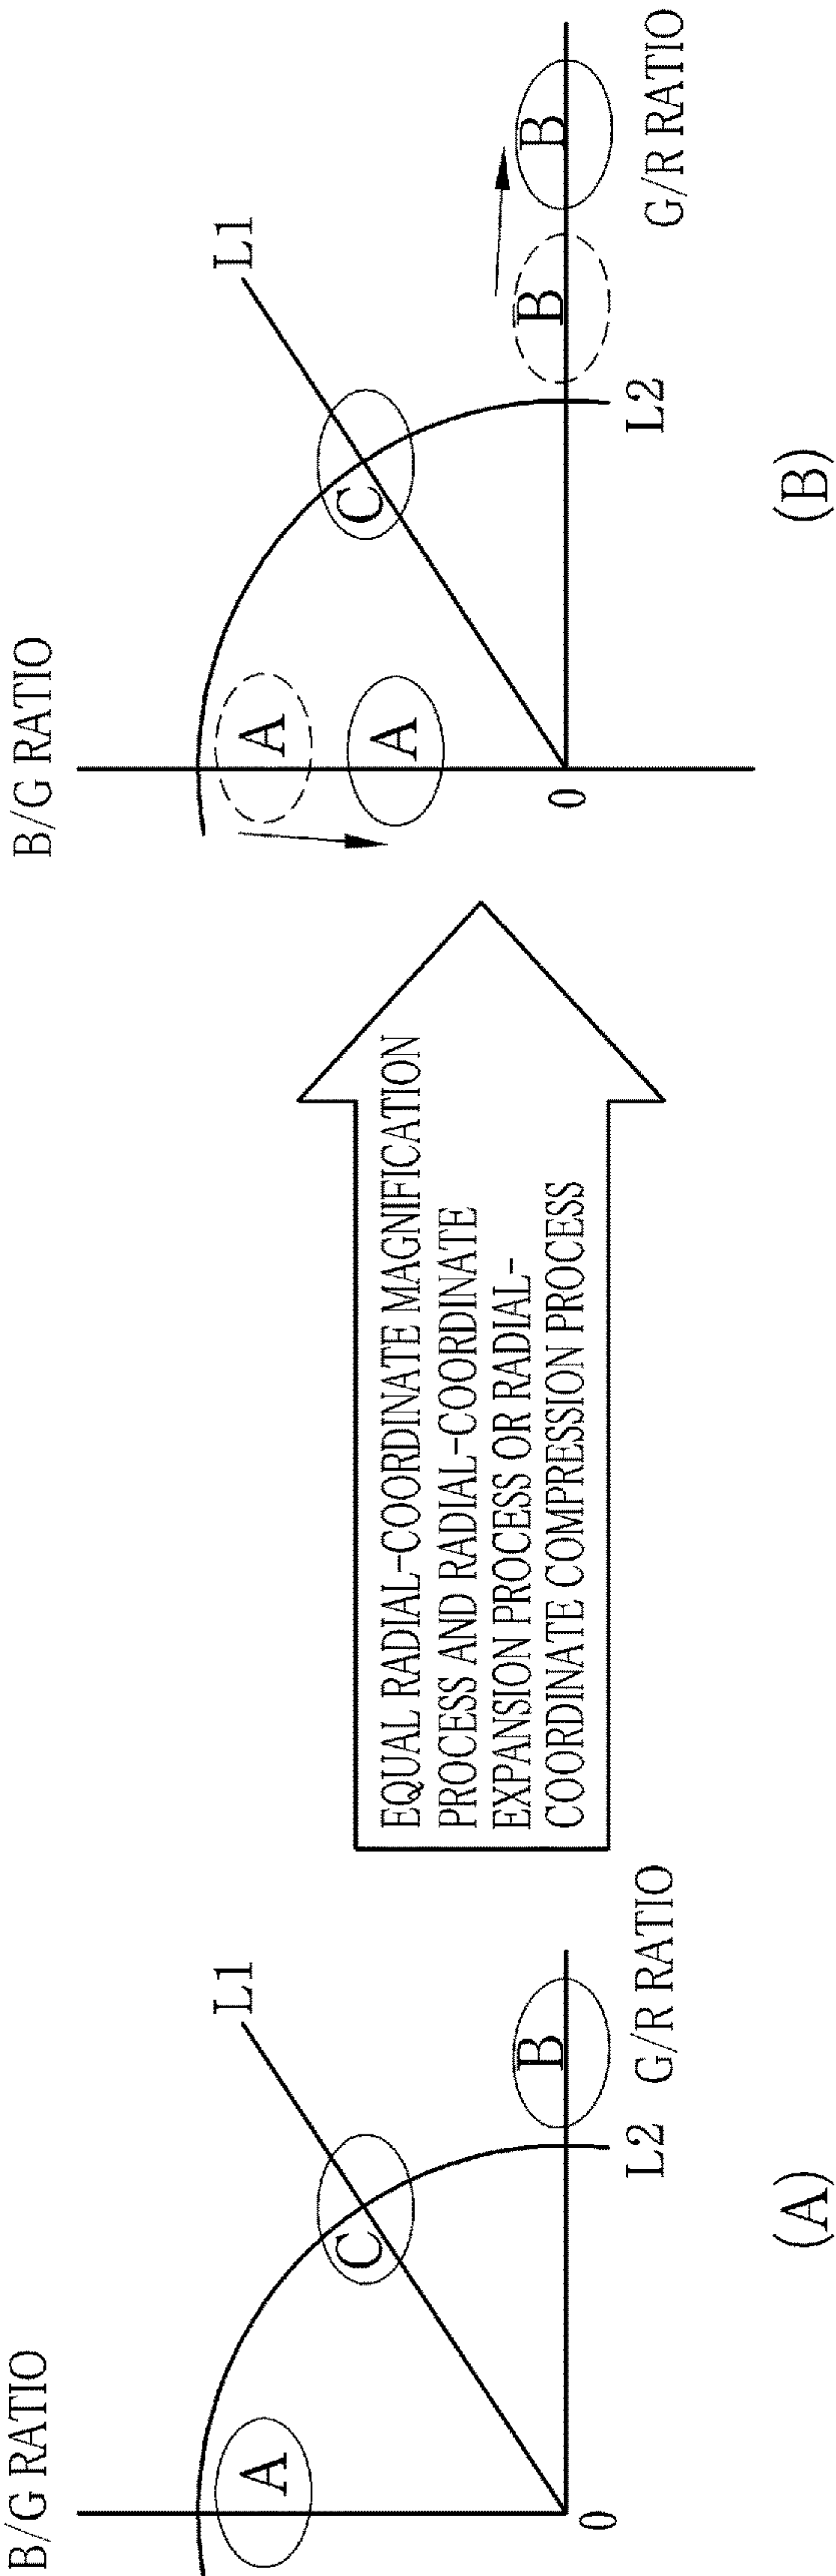 B/G RATIO
L1
A
C
B
0
L2
G/R RATIO
(A)
EQUAL RADIAL-COORDINATE MAGNIFICATION
PROCESS AND RADIAL-COORDINATE
EXPANSION PROCESS OR RADIAL-
COORDINATE COMPRESSION PROCESS
B/G RATIO
L1
A
A
C
B
B
0
L2
G/R RATIO
(B)